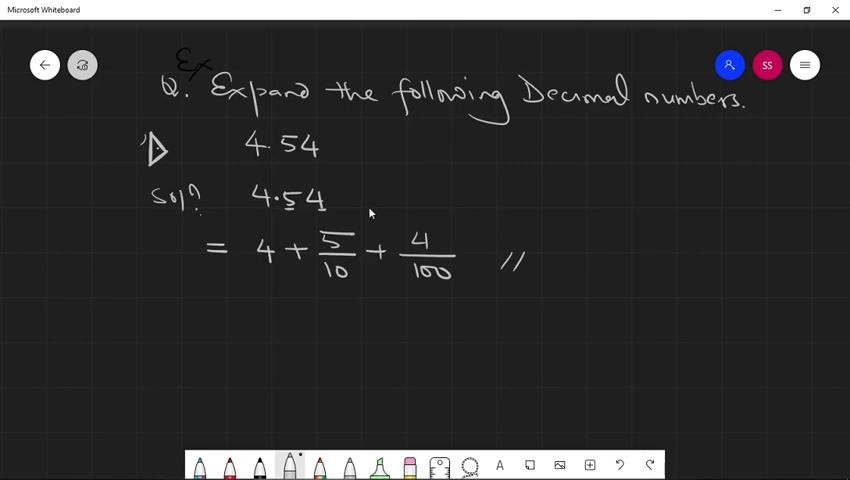 Microsoft Whiteboard
SS
Ex
Q. Expand the following Decimal numbers.
4.54
Sol?
4.54
= 4 + 5/10 + 4/100 //
A